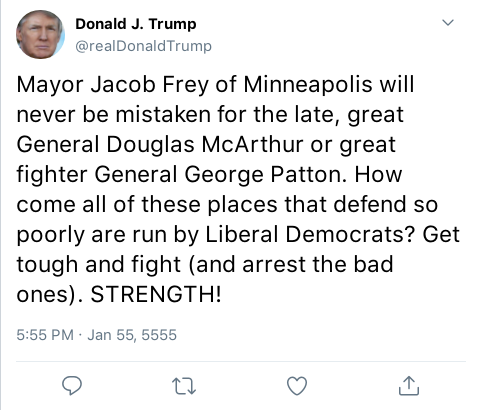 Donald J. Trump
@realDonaldTrump
Mayor Jacob Frey of Minneapolis will
never be mistaken for the late, great
General Douglas McArthur or great
fighter General George Patton. How
come all of these places that defend so
poorly are run by Liberal Democrats? Get
tough and fight (and arrest the bad
ones). STRENGTH!
5:55 PM · Jan 55, 5555